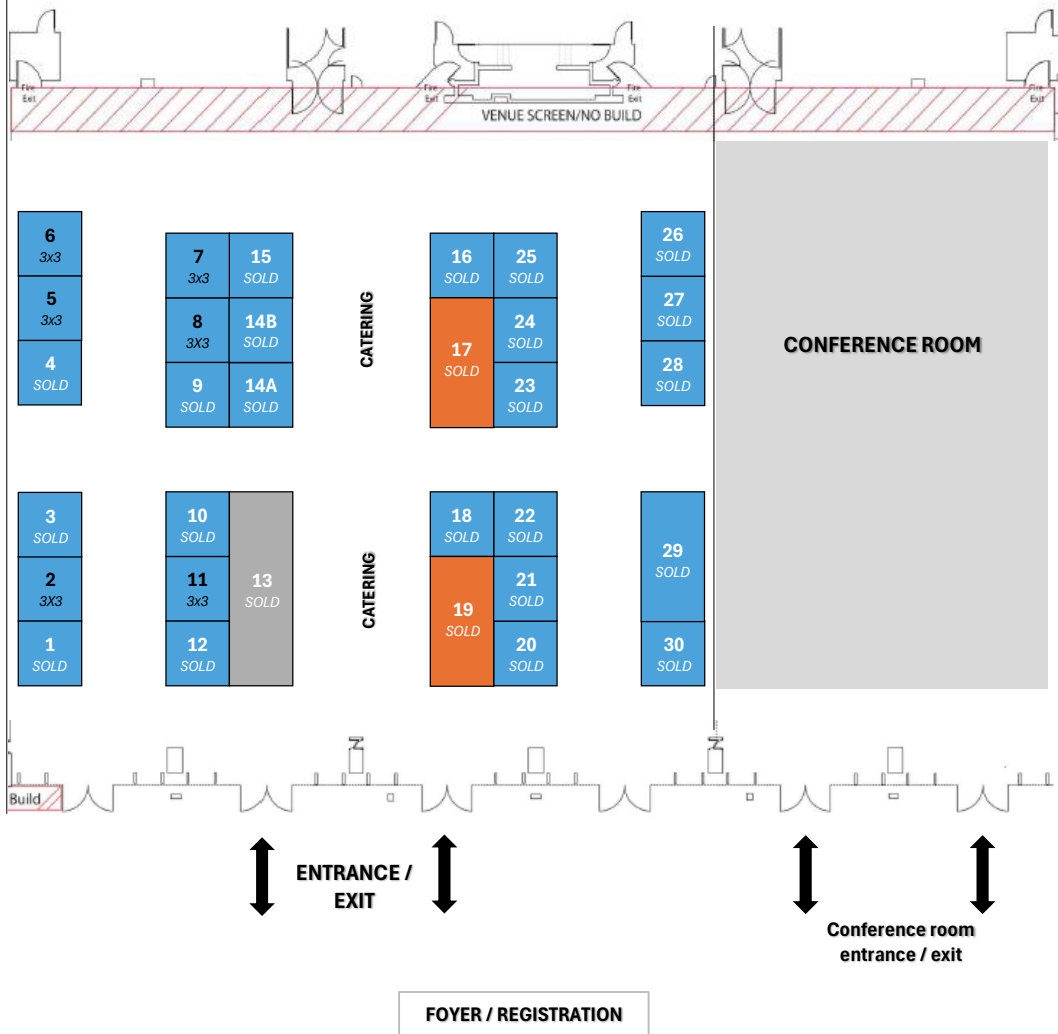 Fire
Exit
Fire
Exit
Fire
Exit
Fire
Exit
VENUE SCREEN/NO BUILD
6
3x3
5
3x3
4
SOLD
7
3x3
15
SOLD
8
3X3
14B
SOLD
9
SOLD
14A
SOLD
CATERING
16
SOLD
25
SOLD
17
SOLD
24
SOLD
23
SOLD
26
SOLD
27
SOLD
28
SOLD
CONFERENCE ROOM
3
SOLD
2
3X3
1
SOLD
10
SOLD
11
3x3
12
SOLD
13
SOLD
CATERING
18
SOLD
22
SOLD
19
SOLD
21
SOLD
20
SOLD
29
SOLD
30
SOLD
Build
ENTRANCE /
EXIT
Conference room
entrance / exit
FOYER / REGISTRATION